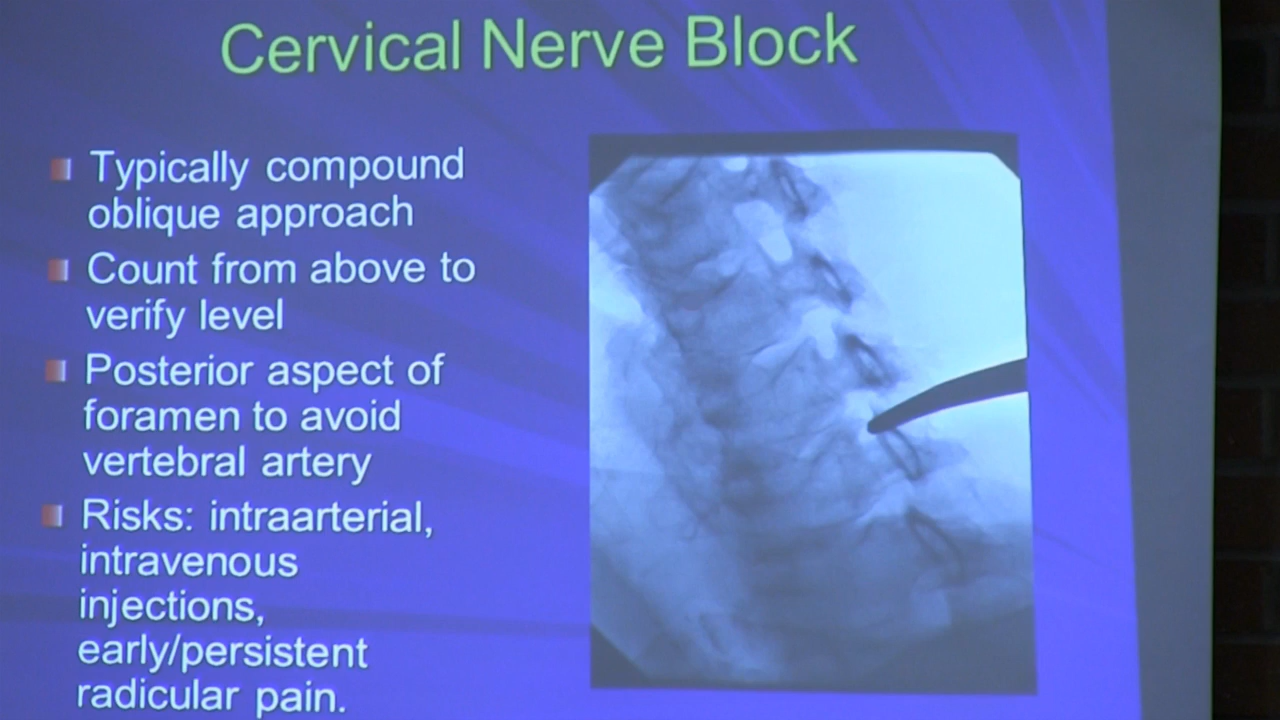 Cervical Nerve Block
Typically compound
oblique approach
Count from above to
verify level
Posterior aspect of
foramen to avoid
vertebral artery
Risks: intraarterial,
intravenous
injections,
early/persistent
radicular pain.